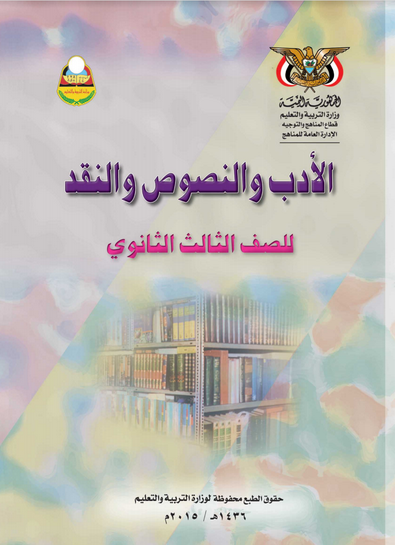 الجمهورية اليمنية
وزارة التربية والتعليم
قطاع المناهج والتوجيه
الإدارة العامة للمناهج
الأدب والنصوص والنقد
للصف الثالث الثانوي
حقوق الطبع محفوظة لوزارة التربية والتعليم
١٤٣٦هـ / ٢٠١٥م